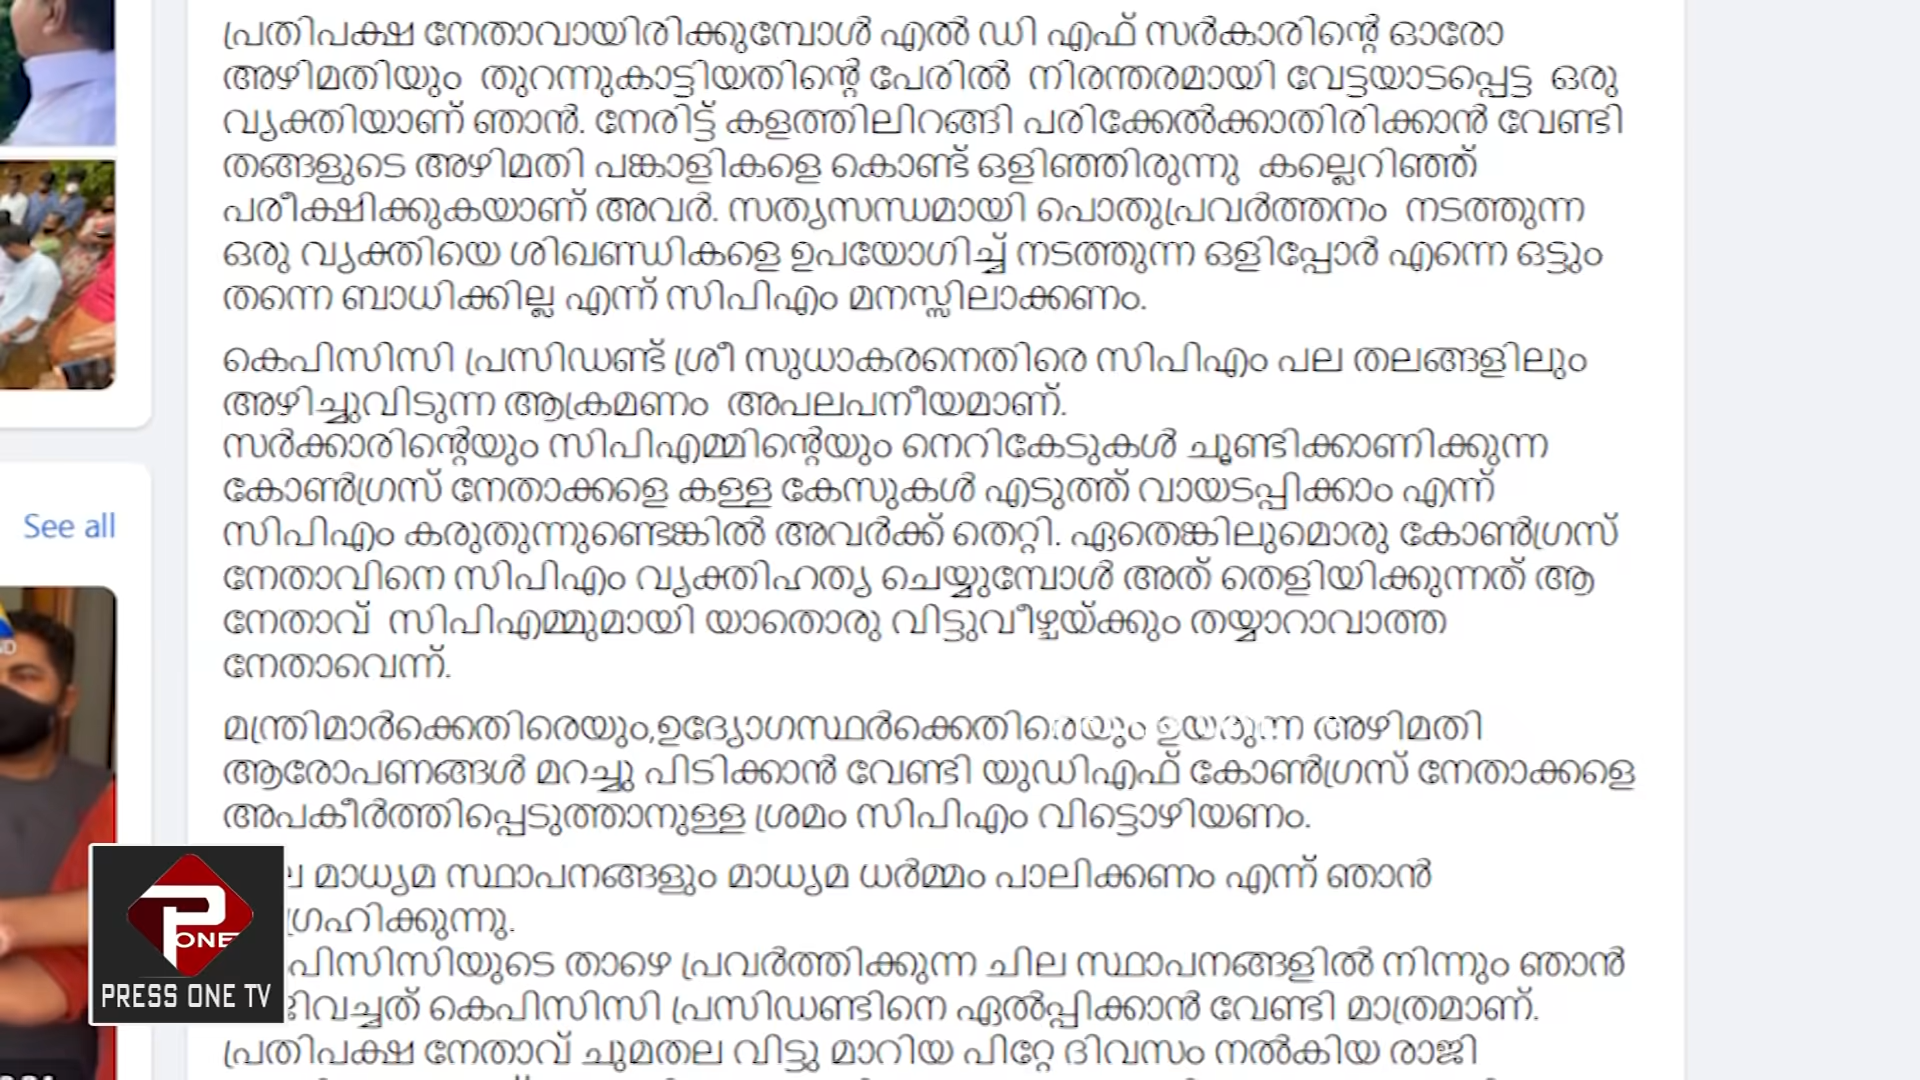 പ്രതിപക്ഷ നേതാവായിരിക്കുമ്പോൾ എൽ ഡി എഫ് സർകാരിന്റെ ഓരോ
അഴിമതിയും തുറന്നുകാട്ടിയതിന്റെ പേരിൽ നിരന്തരമായി വേട്ടയാടപ്പെട്ട ഒരു
വ്യക്തിയാണ് ഞാൻ. നേരിട്ട് കളത്തിലിറങ്ങി പരിക്കേൽക്കാതിരിക്കാൻ വേണ്ടി
തങ്ങളുടെ അഴിമതി പങ്കാളികളെ കൊണ്ട് ഒളിഞ്ഞിരുന്നു കല്ലെറിഞ്ഞ്
പരീക്ഷിക്കുകയാണ് അവർ. സത്യസന്ധമായി പൊതുപ്രവർത്തനം നടത്തുന്ന
ഒരു വ്യക്തിയെ ശിഖണ്ഡികളെ ഉപയോഗിച്ച് നടത്തുന്ന ഒളിപ്പോർ എന്നെ ഒട്ടും
തന്നെ ബാധിക്കില്ല എന്ന് സിപിഎം മനസ്സിലാക്കണം.
കെപിസിസി പ്രസിഡണ്ട് ശ്രീ സുധാകരനെതിരെ സിപിഎം പല തലങ്ങളിലും
അഴിച്ചുവിടുന്ന ആക്രമണം അപലപനീയമാണ്.
സർക്കാരിന്റെയും സിപിഎമ്മിന്റെയും നെറികേടുകൾ ചൂണ്ടിക്കാണിക്കുന്ന
See all
കോൺഗ്രസ് നേതാക്കളെ കള്ള കേസുകൾ എടുത്ത് വായടപ്പിക്കാം എന്ന്
സിപിഎം കരുതുന്നുണ്ടെങ്കിൽ അവർക്ക് തെറ്റി. ഏതെങ്കിലുമൊരു കോൺഗ്രസ്
നേതാവിനെ സിപിഎം വ്യക്തിഹത്യ ചെയ്യുമ്പോൾ അത് തെളിയിക്കുന്നത് ആ
നേതാവ് സിപിഎമ്മുമായി യാതൊരു വിട്ടുവീഴ്ചയ്ക്കും തയ്യാറാവാത്ത
നേതാവെന്ന്.
മന്ത്രിമാർക്കെതിരെയും,ഉദ്യോഗസ്ഥർക്കെതിരെയും ഉയരുന്ന അഴിമതി
ആരോപണങ്ങൾ മറച്ചു പിടിക്കാൻ വേണ്ടി യുഡിഎഫ് കോൺഗ്രസ് നേതാക്കളെ
അപകീർത്തിപ്പെടുത്താനുള്ള ശ്രമം സിപിഎം വിട്ടൊഴിയണം.
മാധ്യമ സ്ഥാപനങ്ങളും മാധ്യമ ധർമ്മം പാലിക്കണം എന്ന് ഞാൻ
ഗ്രഹിക്കുന്നു.
പിസിസിയുടെ താഴെ പ്രവർത്തിക്കുന്ന ചില സ്ഥാപനങ്ങളിൽ നിന്നും ഞാൻ
ജിവച്ചത് കെപിസിസി പ്രസിഡണ്ടിനെ ഏൽപ്പിക്കാൻ വേണ്ടി മാത്രമാണ്.
പ്രതിപക്ഷ നേതാവ് ചുമതല വിട്ടു മാറിയ പിറ്റേ ദിവസം നൽകിയ രാജി
P ONE
PRESS ONE TV